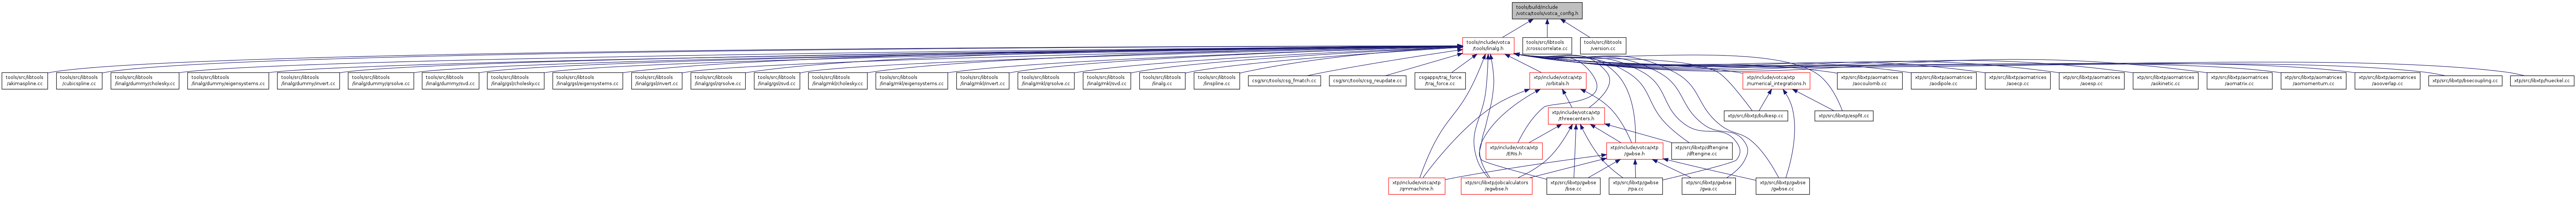 tools/build/include
/votca/tools/votca_config.h
tools/include/votca
/tools/linalg.h
tools/src/libtools
/crosscorrelate.cc
tools/src/libtools
/version.cc
tools/src/libtools
/akimaspline.cc
tools/src/libtools
/cubicspline.cc
tools/src/libtools
/linalg/dummy/cholesky.cc
tools/src/libtools
/linalg/dummy/eigensystems.cc
tools/src/libtools
/linalg/dummy/invert.cc
tools/src/libtools
/linalg/dummy/qrsolve.cc
tools/src/libtools
/linalg/dummy/svd.cc
tools/src/libtools
/linalg/gsl/cholesky.cc
tools/src/libtools
/linalg/gsl/eigensystems.cc
tools/src/libtools
/linalg/gsl/invert.cc
tools/src/libtools
/linalg/gsl/qrsolve.cc
tools/src/libtools
/linalg/gsl/svd.cc
tools/src/libtools
/linalg/mkl/cholesky.cc
tools/src/libtools
/linalg/mkl/eigensystems.cc
tools/src/libtools
/linalg/mkl/invert.cc
tools/src/libtools
/linalg/mkl/qrsolve.cc
tools/src/libtools
/linalg/mkl/svd.cc
tools/src/libtools
/linalg.cc
tools/src/libtools
/linspline.cc
csg/src/tools/csg_fmatch.cc
csg/src/tools/csg_reupdate.cc
csgapps/traj_force
/traj_force.cc
xtp/include/votca/xtp
/orbitals.h
xtp/include/votca/xtp
/numerical_integrations.h
xtp/src/libxtp/aomatrices
/aocoulomb.cc
xtp/src/libxtp/aomatrices
/aodipole.cc
xtp/src/libxtp/aomatrices
/aoecp.cc
xtp/src/libxtp/aomatrices
/aoesp.cc
xtp/src/libxtp/aomatrices
/aokinetic.cc
xtp/src/libxtp/aomatrices
/aomatrix.cc
xtp/src/libxtp/aomatrices
/aomomentum.cc
xtp/src/libxtp/aomatrices
/aooverlap.cc
xtp/src/libxtp/bsecoupling.cc
xtp/src/libxtp/hueckel.cc
xtp/include/votca/xtp
/threecenters.h
xtp/src/libxtp/bulkesp.cc
xtp/src/libxtp/espfit.cc
xtp/include/votca/xtp
/ERIs.h
xtp/include/votca/xtp
/gwbse.h
xtp/src/libxtp/dftengine
/dftengine.cc
xtp/include/votca/xtp
/qmmachine.h
xtp/src/libxtp/jobcalculators
/egwbse.h
xtp/src/libxtp/gwbse
/bse.cc
xtp/src/libxtp/gwbse
/rpa.cc
xtp/src/libxtp/gwbse
/gwa.cc
xtp/src/libxtp/gwbse
/gwbse.cc